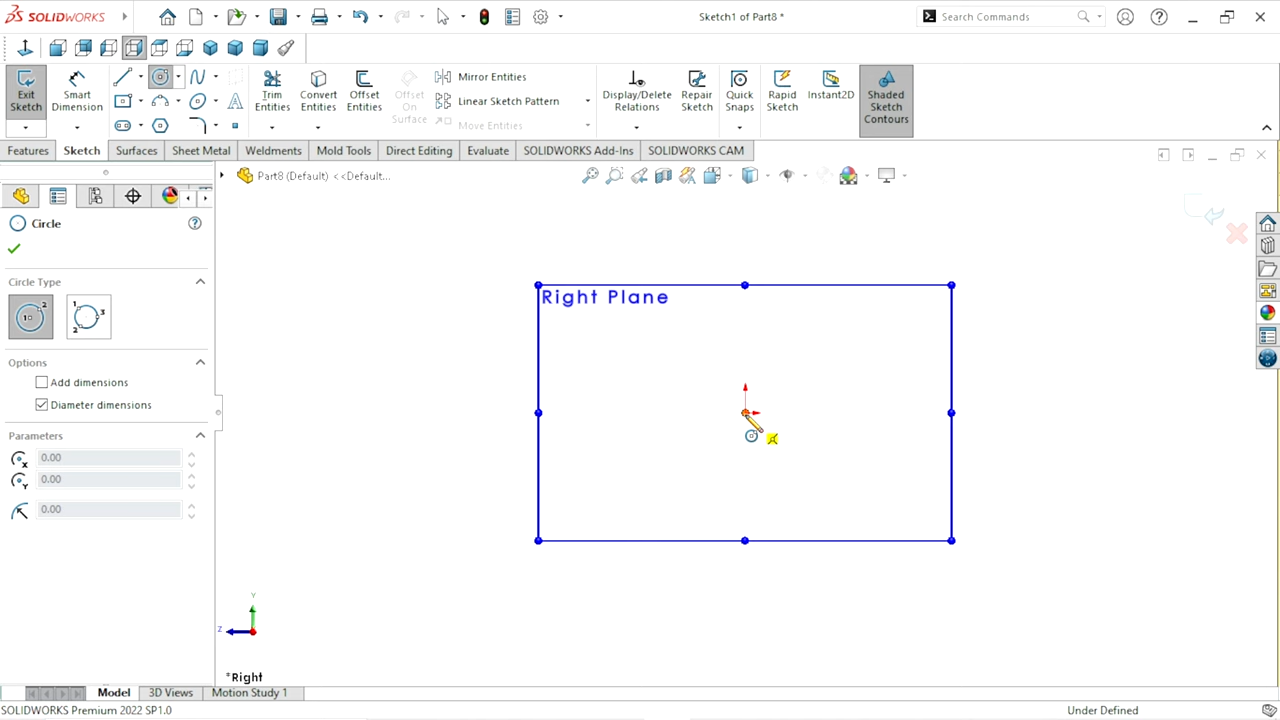 SOLIDWORKS
Sketch1 of Part8 *
Search Commands
Exit Sketch
Smart Dimension
Trim Entities
Convert Entities
Offset Entities
Offset On Surface
Mirror Entities
Linear Sketch Pattern
Move Entities
Display/Delete Relations
Repair Sketch
Quick Snaps
Rapid Sketch
Instant2D
Shaded Sketch Contours
Features
Sketch
Surfaces
Sheet Metal
Weldments
Mold Tools
Direct Editing
Evaluate
SOLIDWORKS Add-Ins
SOLIDWORKS CAM
Part8 (Default) <<Default...
Circle
Circle Type
Options
Add dimensions
Diameter dimensions
Parameters
0.00
0.00
0.00
Right Plane
Y
Z
*Right
Model
3D Views
Motion Study 1
SOLIDWORKS Premium 2022 SP1.0
Under Defined